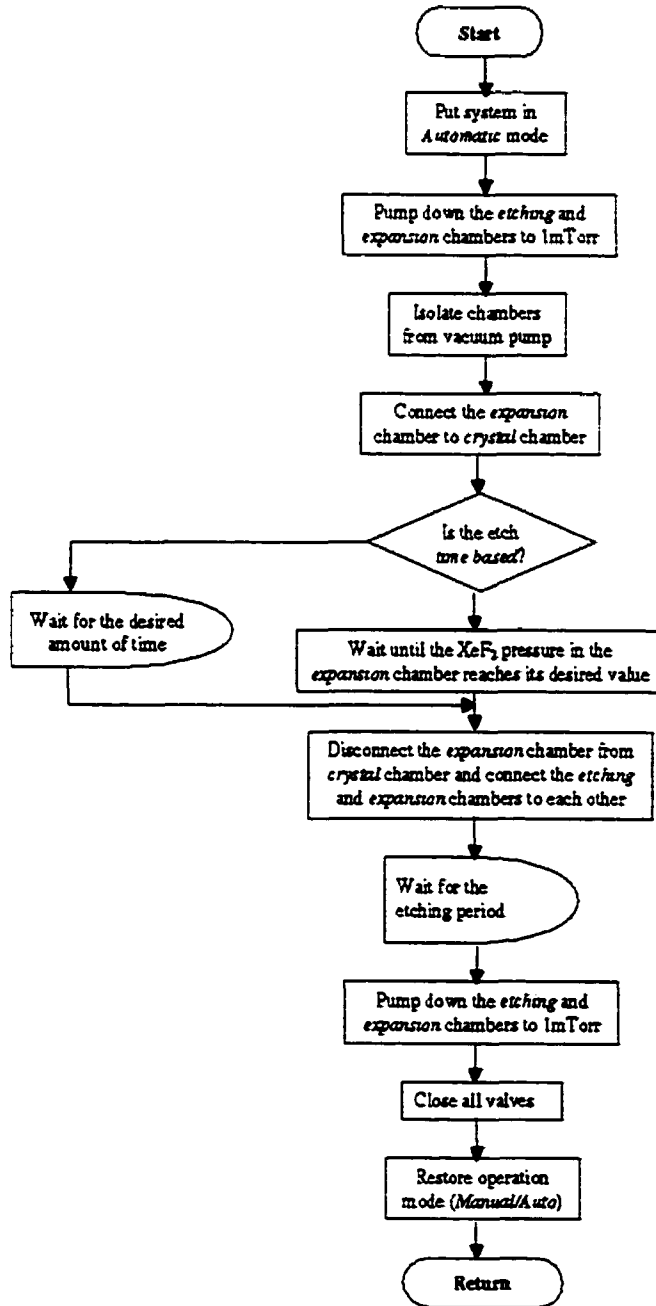 Start
Put system in
Automatic mode
Pump down the etching and
expansion chambers to 1mTorr
Isolate chambers
from vacuum pump
Connect the expansion
chamber to crystal chamber
Is the etch
time based?
Wait for the desired
amount of time
Wait until the XeF₂ pressure in the
expansion chamber reaches its desired value
Disconnect the expansion chamber from
crystal chamber and connect the etching
and expansion chambers to each other
Wait for the
etching period
Pump down the etching and
expansion chambers to 1mTorr
Close all valves
Restore operation
mode (Manual/Auto)
Return